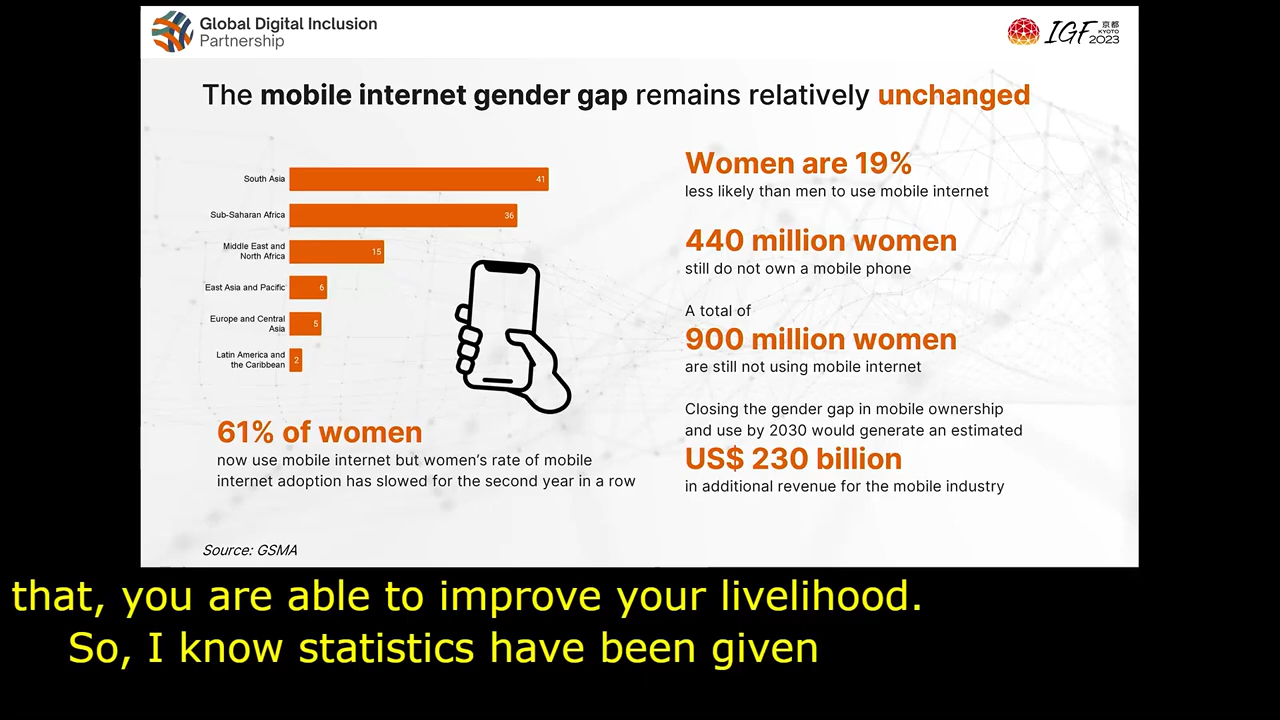 Global Digital Inclusion
Partnership
IGF 京都 KYOTO 2023
The mobile internet gender gap remains relatively unchanged
South Asia 41
Sub-Saharan Africa 36
Middle East and
North Africa 15
East Asia and Pacific 6
Europe and Central
Asia 5
Latin America and
the Caribbean 2
61% of women
now use mobile internet but women's rate of mobile
internet adoption has slowed for the second year in a row
Women are 19%
less likely than men to use mobile internet
440 million women
still do not own a mobile phone
A total of
900 million women
are still not using mobile internet
Closing the gender gap in mobile ownership
and use by 2030 would generate an estimated
US$ 230 billion
in additional revenue for the mobile industry
Source: GSMA
that, you are able to improve your livelihood.
So, I know statistics have been given